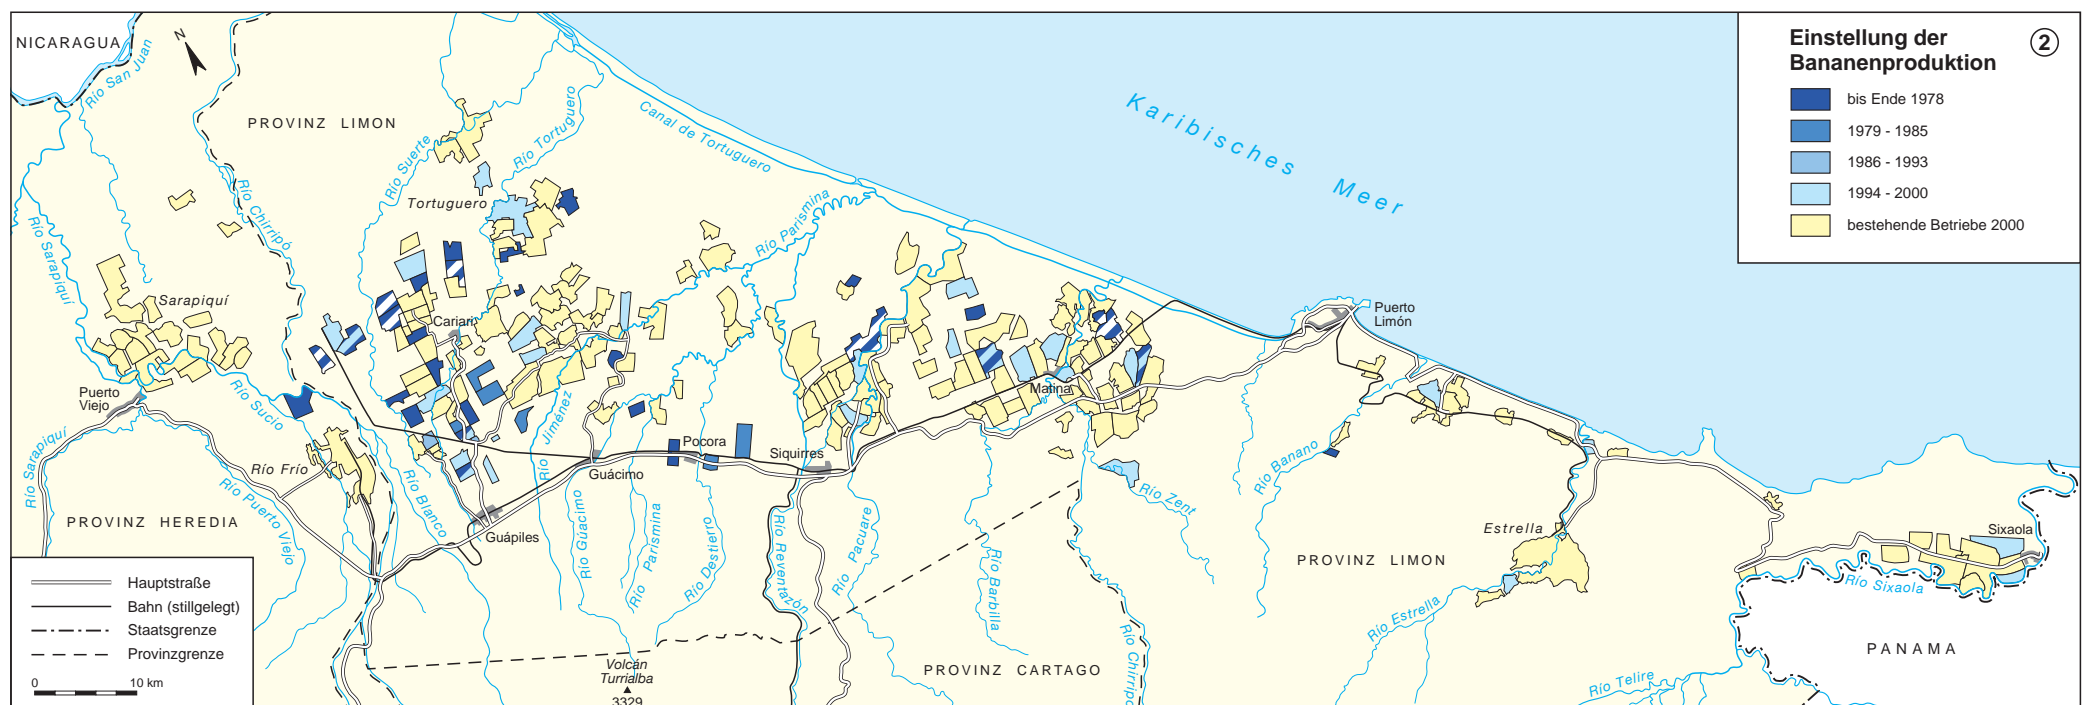 NICARAGUA
N
Río San Juan
PROVINZ LIMON
Río Suerte
Río Tortuguero
Canal de Tortuguero
Karibisches Meer
Einstellung der
Bananenproduktion
2
bis Ende 1978
1979 - 1985
1986 - 1993
1994 - 2000
bestehende Betriebe 2000
Río Sarapiquí
Río Chirripó
Tortuguero
Río Parismina
Sarapiquí
Cariari
Puerto
Limón
Puerto
Viejo
Río Sucio
Río Jiménez
Matina
Río Sarapiquí
Río Frío
Río Puerto Viejo
Río Blanco
Pocora
Siquirres
Guácimo
Río Banano
Río Zent
PROVINZ HEREDIA
Guápiles
Río Guácimo
Río Parismina
Río Destierro
Río Reventazón
Río Pacuare
Río Barbilla
Estrella
PROVINZ LIMON
Sixaola
Río Sixaola
Río Estrella
PANAMA
Río Telire
Río Chirripó
PROVINZ CARTAGO
Volcán
Turrialba
3329
Hauptstraße
Bahn (stillgelegt)
Staatsgrenze
Provinzgrenze
0 10 km